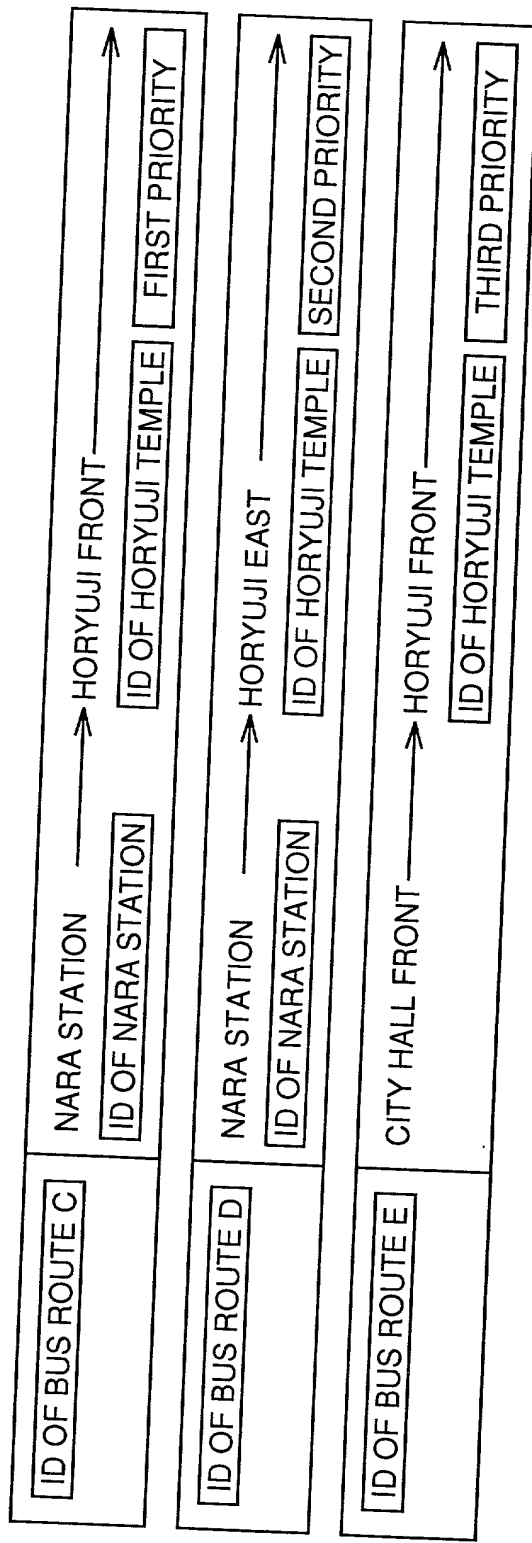 ID OF BUS ROUTE C
NARA STATION
HORYUJI FRONT
ID OF NARA STATION
ID OF HORYUJI TEMPLE
FIRST PRIORITY
ID OF BUS ROUTE D
NARA STATION
HORYUJI EAST
ID OF NARA STATION
ID OF HORYUJI TEMPLE
SECOND PRIORITY
ID OF BUS ROUTE E
CITY HALL FRONT
HORYUJI FRONT
ID OF HORYUJI TEMPLE
THIRD PRIORITY